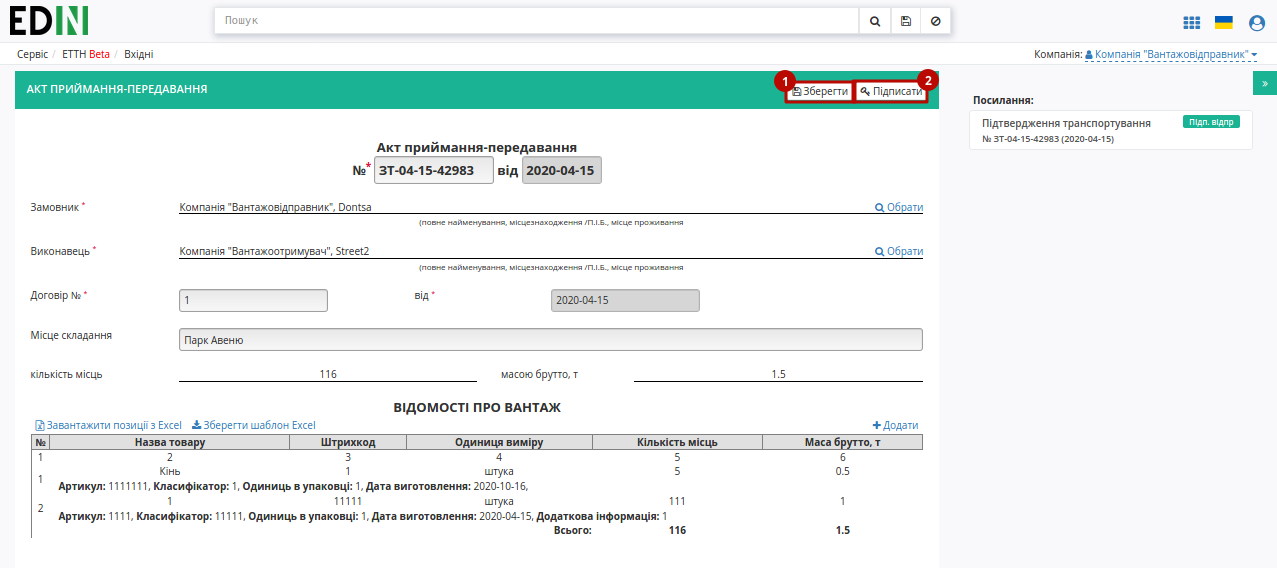 EDIN
Пошук
Сервіс / ЕТТН Beta / Вхідні
Компанія: Компанія "Вантажовідправник"
АКТ ПРИЙМАННЯ-ПЕРЕДАВАННЯ
1 Зберегти 2 Підписати
»
Посилання:
Підтвердження транспортування Підп. відпр
№ ЗТ-04-15-42983 (2020-04-15)
Акт приймання-передавання
№* ЗТ-04-15-42983 від 2020-04-15
Замовник * Компанія "Вантажовідправник", Dontsa Обрати
(повне найменування, місцезнаходження /П.І.Б., місце проживання
Виконавець * Компанія "Вантажоотримувач", Street2 Обрати
(повне найменування, місцезнаходження /П.І.Б., місце проживання
Договір № * 1 від * 2020-04-15
Місце складання Парк Авеню
кількість місць 116 масою брутто, т 1.5
ВІДОМОСТІ ПРО ВАНТАЖ
Завантажити позиції з Excel Зберегти шаблон Excel Додати
№ Назва товару Штрихкод Одиниця виміру Кількість місць Маса брутто, т
1 2 3 4 5 6
1 Кінь 1 штука 5 0.5
Артикул: 1111111, Класифікатор: 1, Одиниць в упаковці: 1, Дата виготовлення: 2020-10-16,
2 1 11111 штука 111 1
Артикул: 1111, Класифікатор: 11111, Одиниць в упаковці: 1, Дата виготовлення: 2020-04-15, Додаткова інформація: 1
Всього: 116 1.5